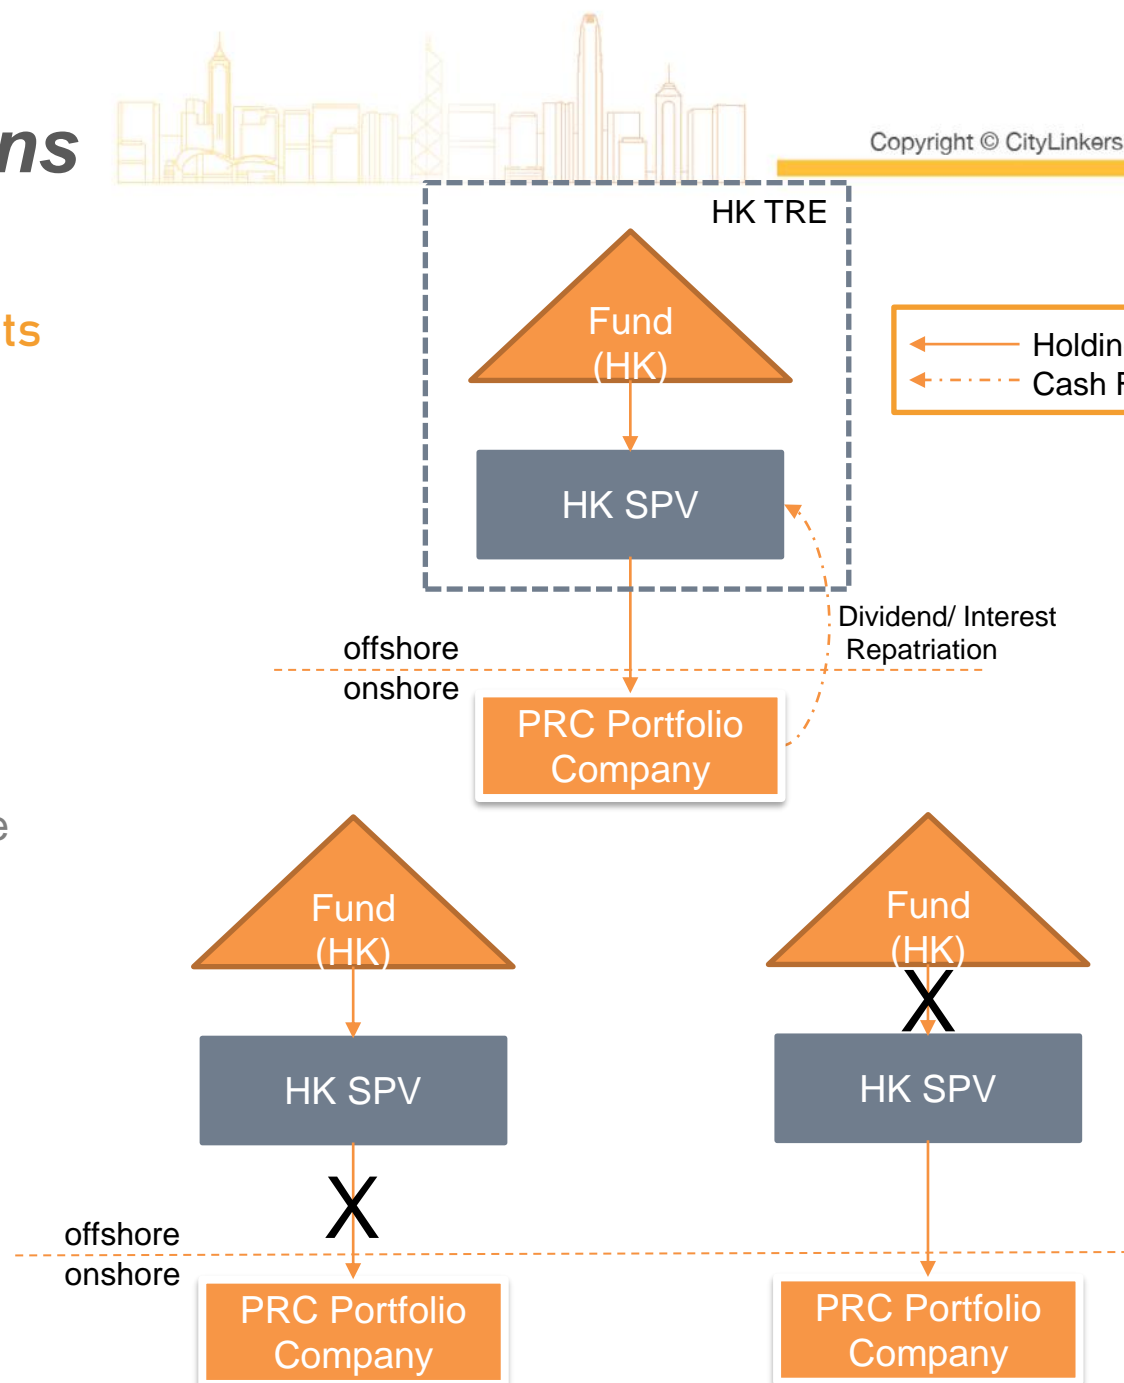 ns
Copyright © CityLinkers
HK TRE
ts
Fund
(HK)
Holdin
Cash F
HK SPV
Dividend/ Interest
Repatriation
offshore
onshore
PRC Portfolio
Company
e
Fund
(HK)
Fund
(HK)
X
HK SPV
HK SPV
X
offshore
onshore
PRC Portfolio
Company
PRC Portfolio
Company